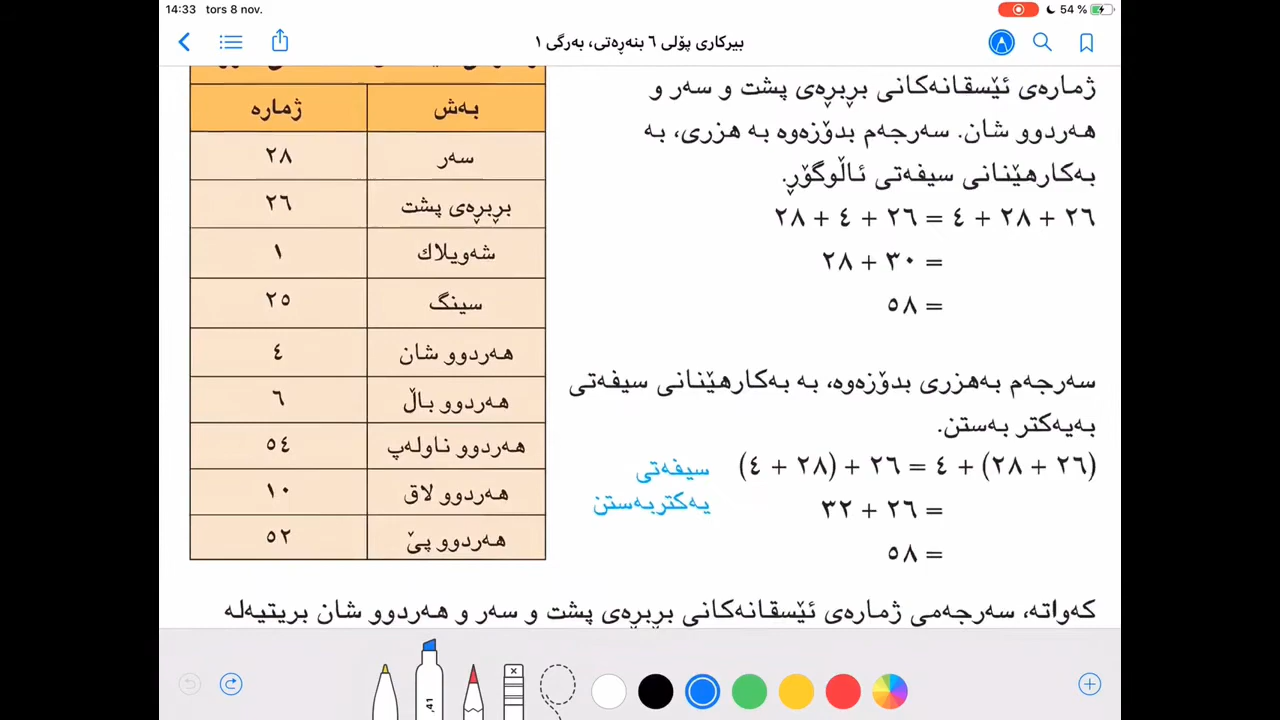 14:33 tors 8 nov.
54 %
بیرکاری پۆلی ٦ بنەڕەتی، بەرگی ١
ژمارەی ئێسقانەکانی بڕبڕەی پشت و سەر و
هەردوو شان. سەرجەم بدۆزەوە بە هزری، بە
بەکارهێنانی سیفەتی ئاڵوگۆڕ.
٢٦ + ٢٨ + ٤ = ٢٦ + ٤ + ٢٨
= ٣٠ + ٢٨
= ٥٨
سەرجەم بەهزری بدۆزەوە، بە بەکارهێنانی سیفەتی
بەیەکتر بەستن.
(٢٦ + ٢٨) + ٤ = ٢٦ + (٢٨ + ٤)
سیفەتی
یەکتربەستن
= ٢٦ + ٣٢
= ٥٨
کەواتە، سەرجەمی ژمارەی ئێسقانەکانی بڕبڕەی پشت و سەر و هەردوو شان بریتیەلە
بەش ژمارە
سەر ٢٨
بڕبڕەی پشت ٢٦
شەویلاك ١
سینگ ٢٥
هەردوو شان ٤
هەردوو باڵ ٦
هەردوو ناولەپ ٥٤
هەردوو لاق ١٠
هەردوو پێ ٥٢
,41